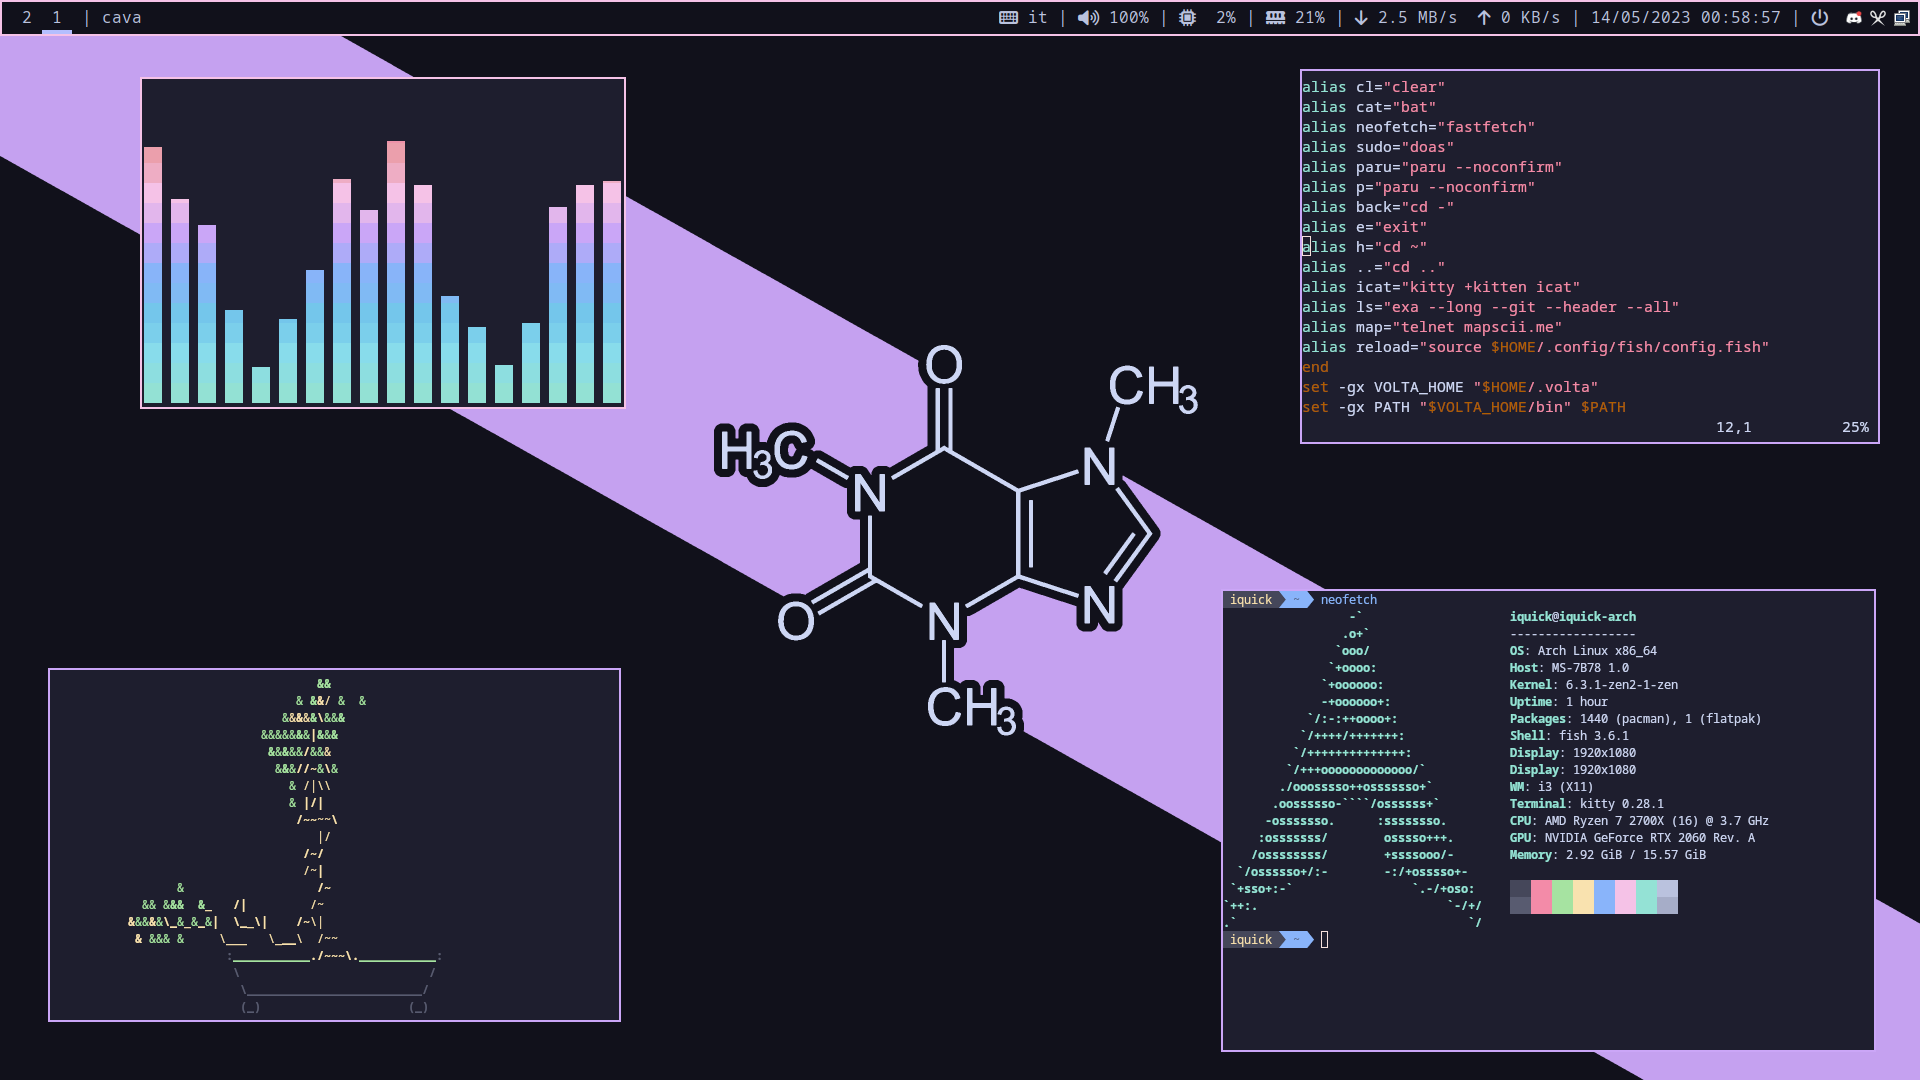 2 1 | cava
it | 100% | 2% | 21% | 2.5 MB/s 0 KB/s | 14/05/2023 00:58:57 |
alias cl="clear"
alias cat="bat"
alias neofetch="fastfetch"
alias sudo="doas"
alias paru="paru --noconfirm"
alias p="paru --noconfirm"
alias back="cd -"
alias e="exit"
alias h="cd ~"
alias ..="cd .."
alias icat="kitty +kitten icat"
alias ls="exa --long --git --header --all"
alias map="telnet mapscii.me"
alias reload="source $HOME/.config/fish/config.fish"
end
set -gx VOLTA_HOME "$HOME/.volta"
set -gx PATH "$VOLTA_HOME/bin" $PATH
12,1 25%
O
CH3
H3C
N
N
O
N
N
CH3
iquick ~ neofetch
iquick@iquick-arch
------------------
OS: Arch Linux x86_64
Host: MS-7B78 1.0
Kernel: 6.3.1-zen2-1-zen
Uptime: 1 hour
Packages: 1440 (pacman), 1 (flatpak)
Shell: fish 3.6.1
Display: 1920x1080
Display: 1920x1080
WM: i3 (X11)
Terminal: kitty 0.28.1
CPU: AMD Ryzen 7 2700X (16) @ 3.7 GHz
GPU: NVIDIA GeForce RTX 2060 Rev. A
Memory: 2.92 GiB / 15.57 GiB
iquick ~